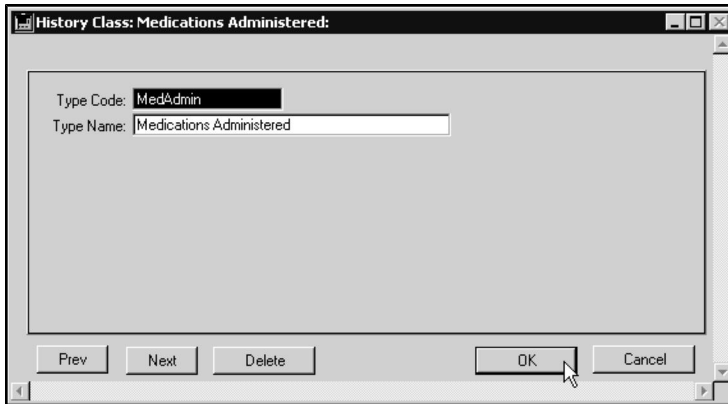 History Class: Medications Administered:
Type Code: MedAdmin
Type Name: Medications Administered
Prev Next Delete OK Cancel